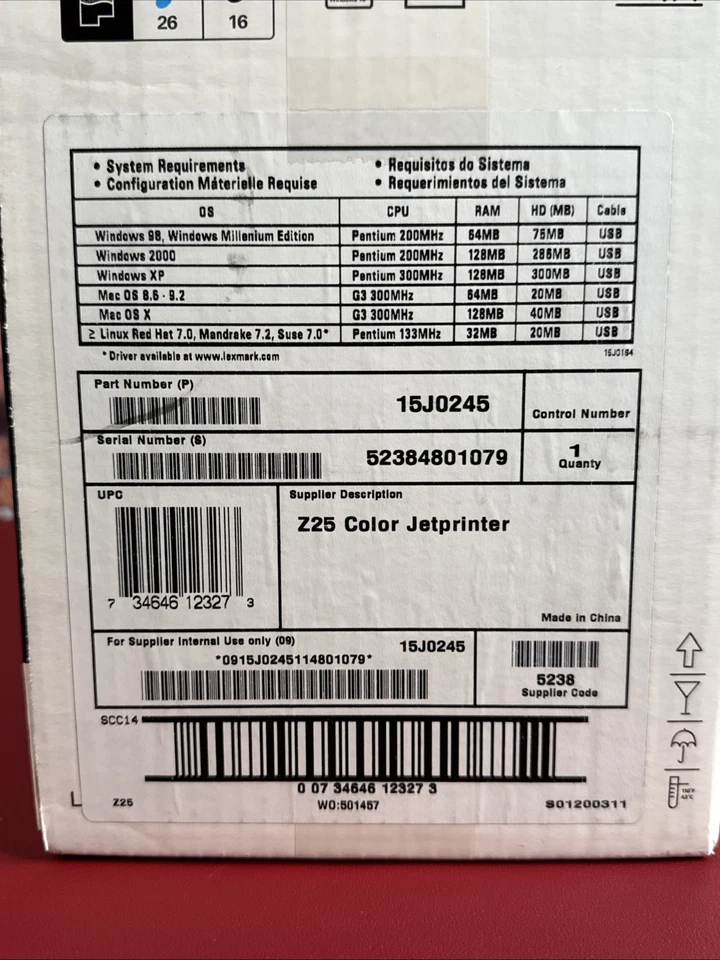 26 16
• System Requirements • Requisitos do Sistema
• Configuration Máterielle Requise • Requerimientos del Sistema
OS CPU RAM HD (MB) Cable
Windows 98, Windows Millenium Edition Pentium 200MHz 64MB 75MB USB
Windows 2000 Pentium 200MHz 128MB 286MB USB
Windows XP Pentium 300MHz 128MB 300MB USB
Mac OS 8.6 - 9.2 G3 300MHz 64MB 20MB USB
Mac OS X G3 300MHz 128MB 40MB USB
≥ Linux Red Hat 7.0, Mandrake 7.2, Suse 7.0* Pentium 133MHz 32MB 20MB USB
* Driver available at www.lexmark.com 15J0164
Part Number (P)
15J0245
Control Number
Serial Number (S)
52384801079
1
Quanty
UPC
7 34646 12327 3
Supplier Description
Z25 Color Jetprinter
Made in China
For Supplier Internal Use only (09) 15J0245
*0915J0245114801079*
5238
Supplier Code
SCC14
0 07 34646 12327 3
Z25 WO:501457 S01200311